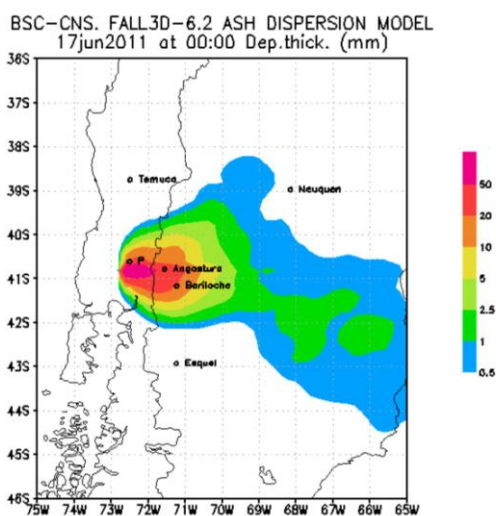 BSC-CNS. FALL3D-6.2 ASH DISPERSION MODEL
17jun2011 at 00:00 Dep.thick. (mm)
36S
37S
38S
39S
40S
41S
42S
43S
44S
45S
46S
Temuco
Neuquen
P
Angostura
Bariloche
Esquel
75W 74W 73W 72W 71W 70W 69W 68W 67W 66W 65W
50
20
10
5
2.5
1
0.5